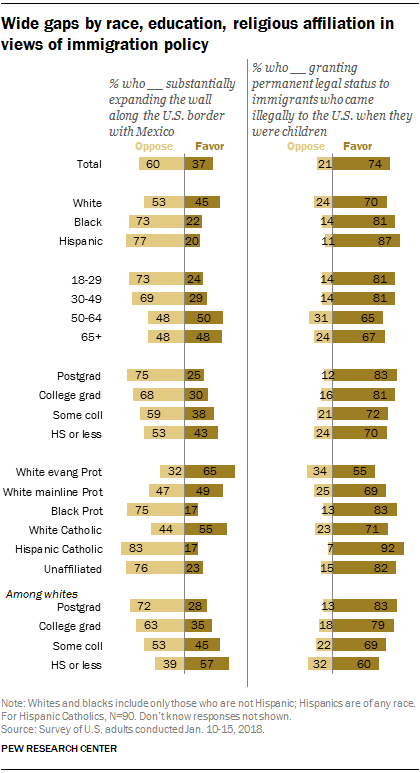 Wide gaps by race, education, religious affiliation in
views of immigration policy
% who __ substantially
expanding the wall
along the U.S. border
with Mexico
Oppose Favor
% who __ granting
permanent legal status to
immigrants who came
illegally to the U.S. when they
were children
Oppose Favor
Total 60 37 21 74
White 53 45 24 70
Black 73 22 14 81
Hispanic 77 20 11 87
18-29 73 24 14 81
30-49 69 29 14 81
50-64 48 50 31 65
65+ 48 48 24 67
Postgrad 75 25 12 83
College grad 68 30 16 81
Some coll 59 38 21 72
HS or less 53 43 24 70
White evang Prot 32 65 34 55
White mainline Prot 47 49 25 69
Black Prot 75 17 13 83
White Catholic 44 55 23 71
Hispanic Catholic 83 17 7 92
Unaffiliated 76 23 15 82
Among whites
Postgrad 72 28 13 83
College grad 63 35 18 79
Some coll 53 45 22 69
HS or less 39 57 32 60
Note: Whites and blacks include only those who are not Hispanic; Hispanics are of any race.
For Hispanic Catholics, N=90. Don't know responses not shown.
Source: Survey of U.S. adults conducted Jan. 10-15, 2018.
PEW RESEARCH CENTER